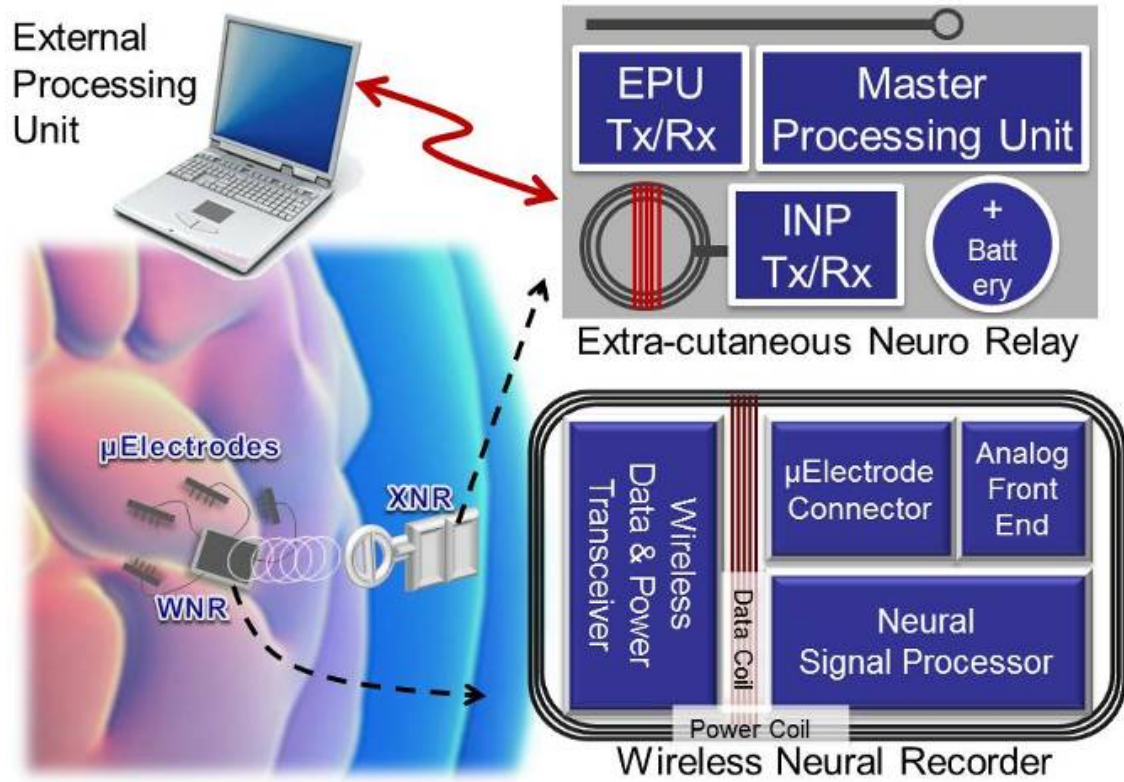 External
Processing
Unit
EPU
Tx/Rx
Master
Processing Unit
INP
Tx/Rx
+
Batt
ery
Extra-cutaneous Neuro Relay
µElectrodes
XNR
WNR
Wireless
Data & Power
Transceiver
Data Coil
µElectrode
Connector
Analog
Front
End
Neural
Signal Processor
Power Coil
Wireless Neural Recorder